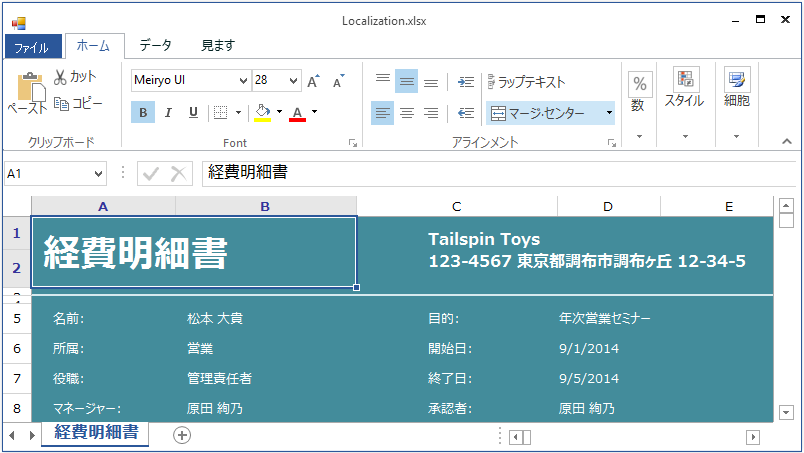 Localization.xlsx
ファイル ホーム データ 見ます
カット
コピー
ペースト
クリップボード
Meiryo UI 28 A A
B I U A
Font
ラップテキスト
マージ・センター
アラインメント
% 数
スタイル
細胞
A1 経費明細書
A B C D E
1
2
経費明細書
Tailspin Toys
123-4567 東京都調布市調布ヶ丘 12-34-5
5 名前: 松本 大貴 目的: 年次営業セミナー
6 所属: 営業 開始日: 9/1/2014
7 役職: 管理責任者 終了日: 9/5/2014
8 マネージャー: 原田 絢乃 承認者: 原田 絢乃
経費明細書